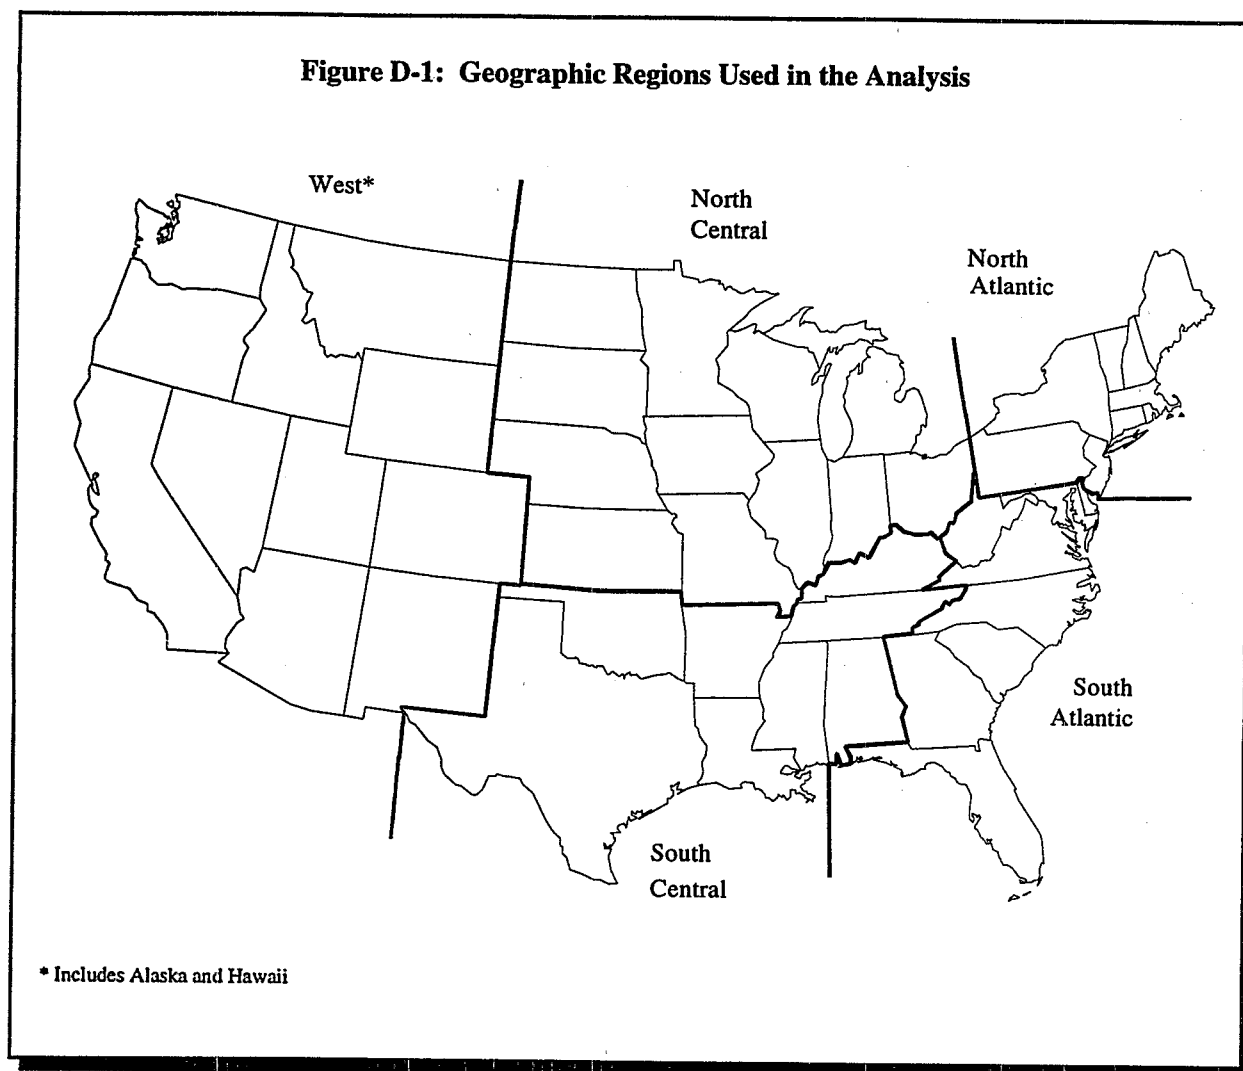 Figure D-1: Geographic Regions Used in the Analysis
West*
North
Central
North
Atlantic
South
Atlantic
South
Central
* Includes Alaska and Hawaii